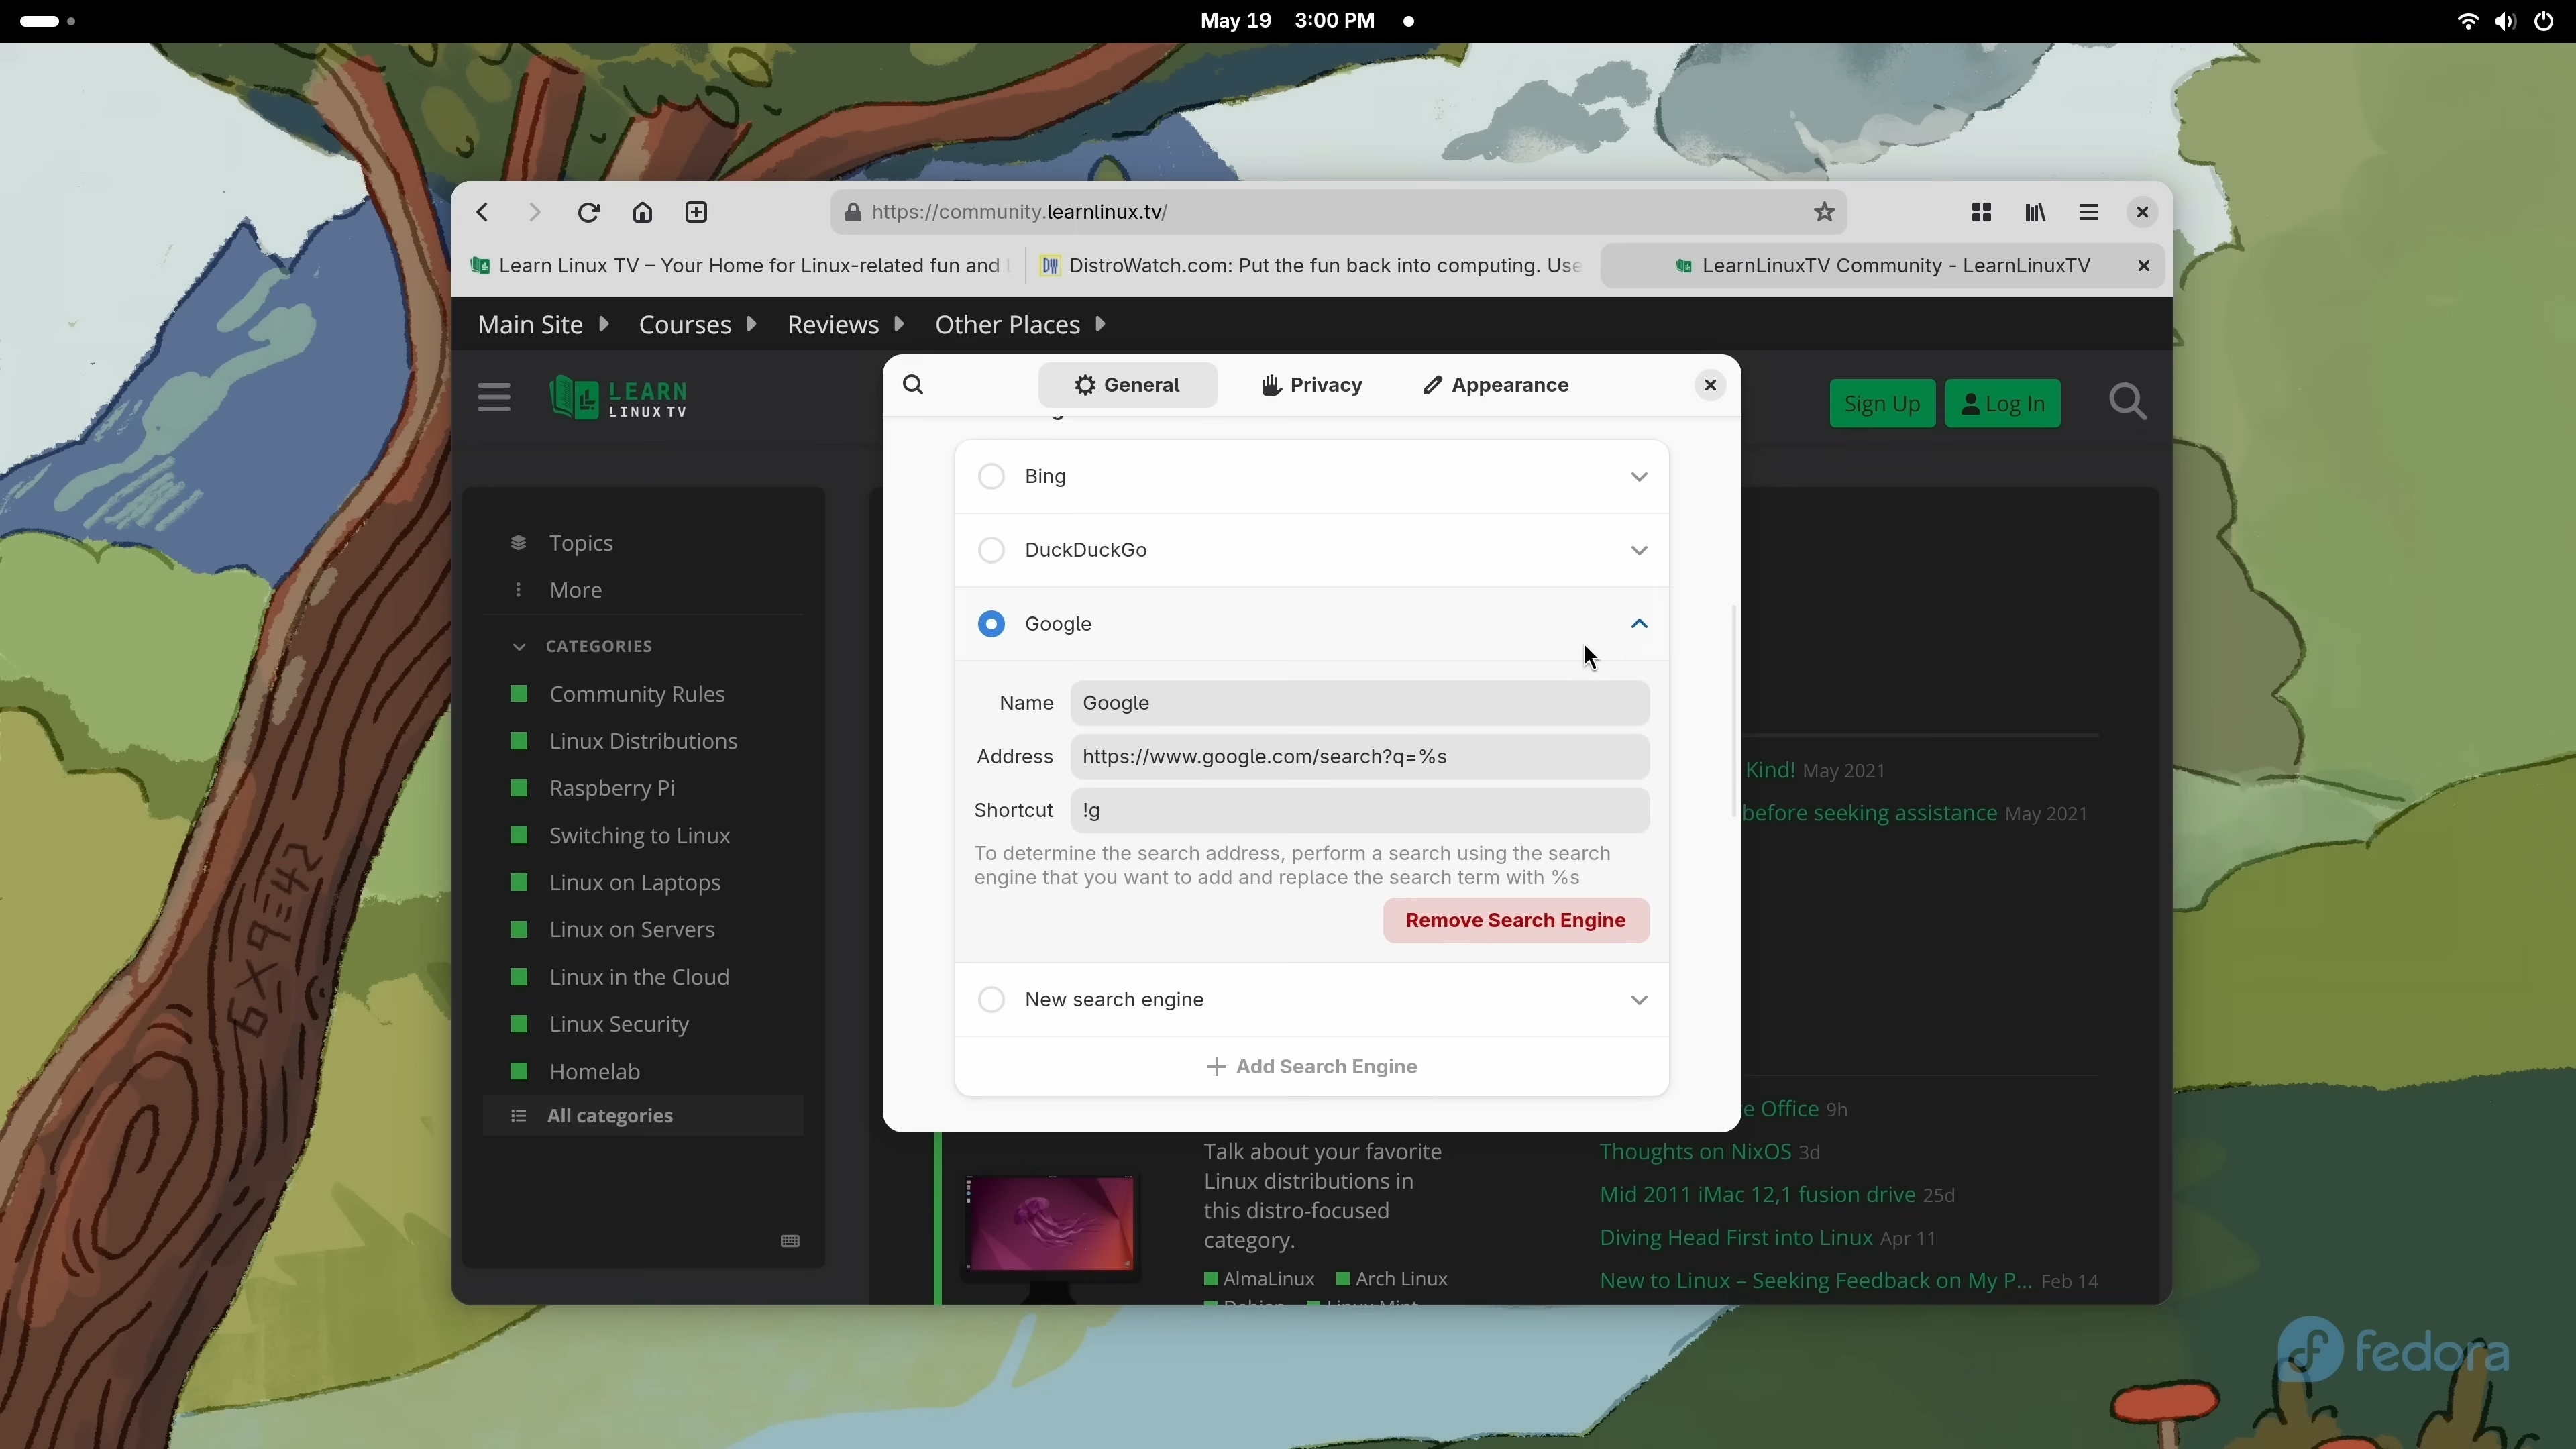 May 19 3:00 PM
https://community.learnlinux.tv/
Learn Linux TV – Your Home for Linux-related fun and
DistroWatch.com: Put the fun back into computing. Use
LearnLinuxTV Community - LearnLinuxTV
Main Site Courses Reviews Other Places
LEARN
LINUX TV
Sign Up Log In
General Privacy Appearance
Topics
More
CATEGORIES
Community Rules
Linux Distributions
Raspberry Pi
Switching to Linux
Linux on Laptops
Linux on Servers
Linux in the Cloud
Linux Security
Homelab
All categories
Bing
DuckDuckGo
Google
Name Google
Address https://www.google.com/search?q=%s
Shortcut !g
To determine the search address, perform a search using the search
engine that you want to add and replace the search term with %s
Remove Search Engine
New search engine
Add Search Engine
Kind! May 2021
before seeking assistance May 2021
e Office 9h
Talk about your favorite
Linux distributions in
this distro-focused
category.
AlmaLinux Arch Linux
Debian Linux Mint
Thoughts on NixOS 3d
Mid 2011 iMac 12,1 fusion drive 25d
Diving Head First into Linux Apr 11
New to Linux – Seeking Feedback on My P... Feb 14
6×9=42
fedora